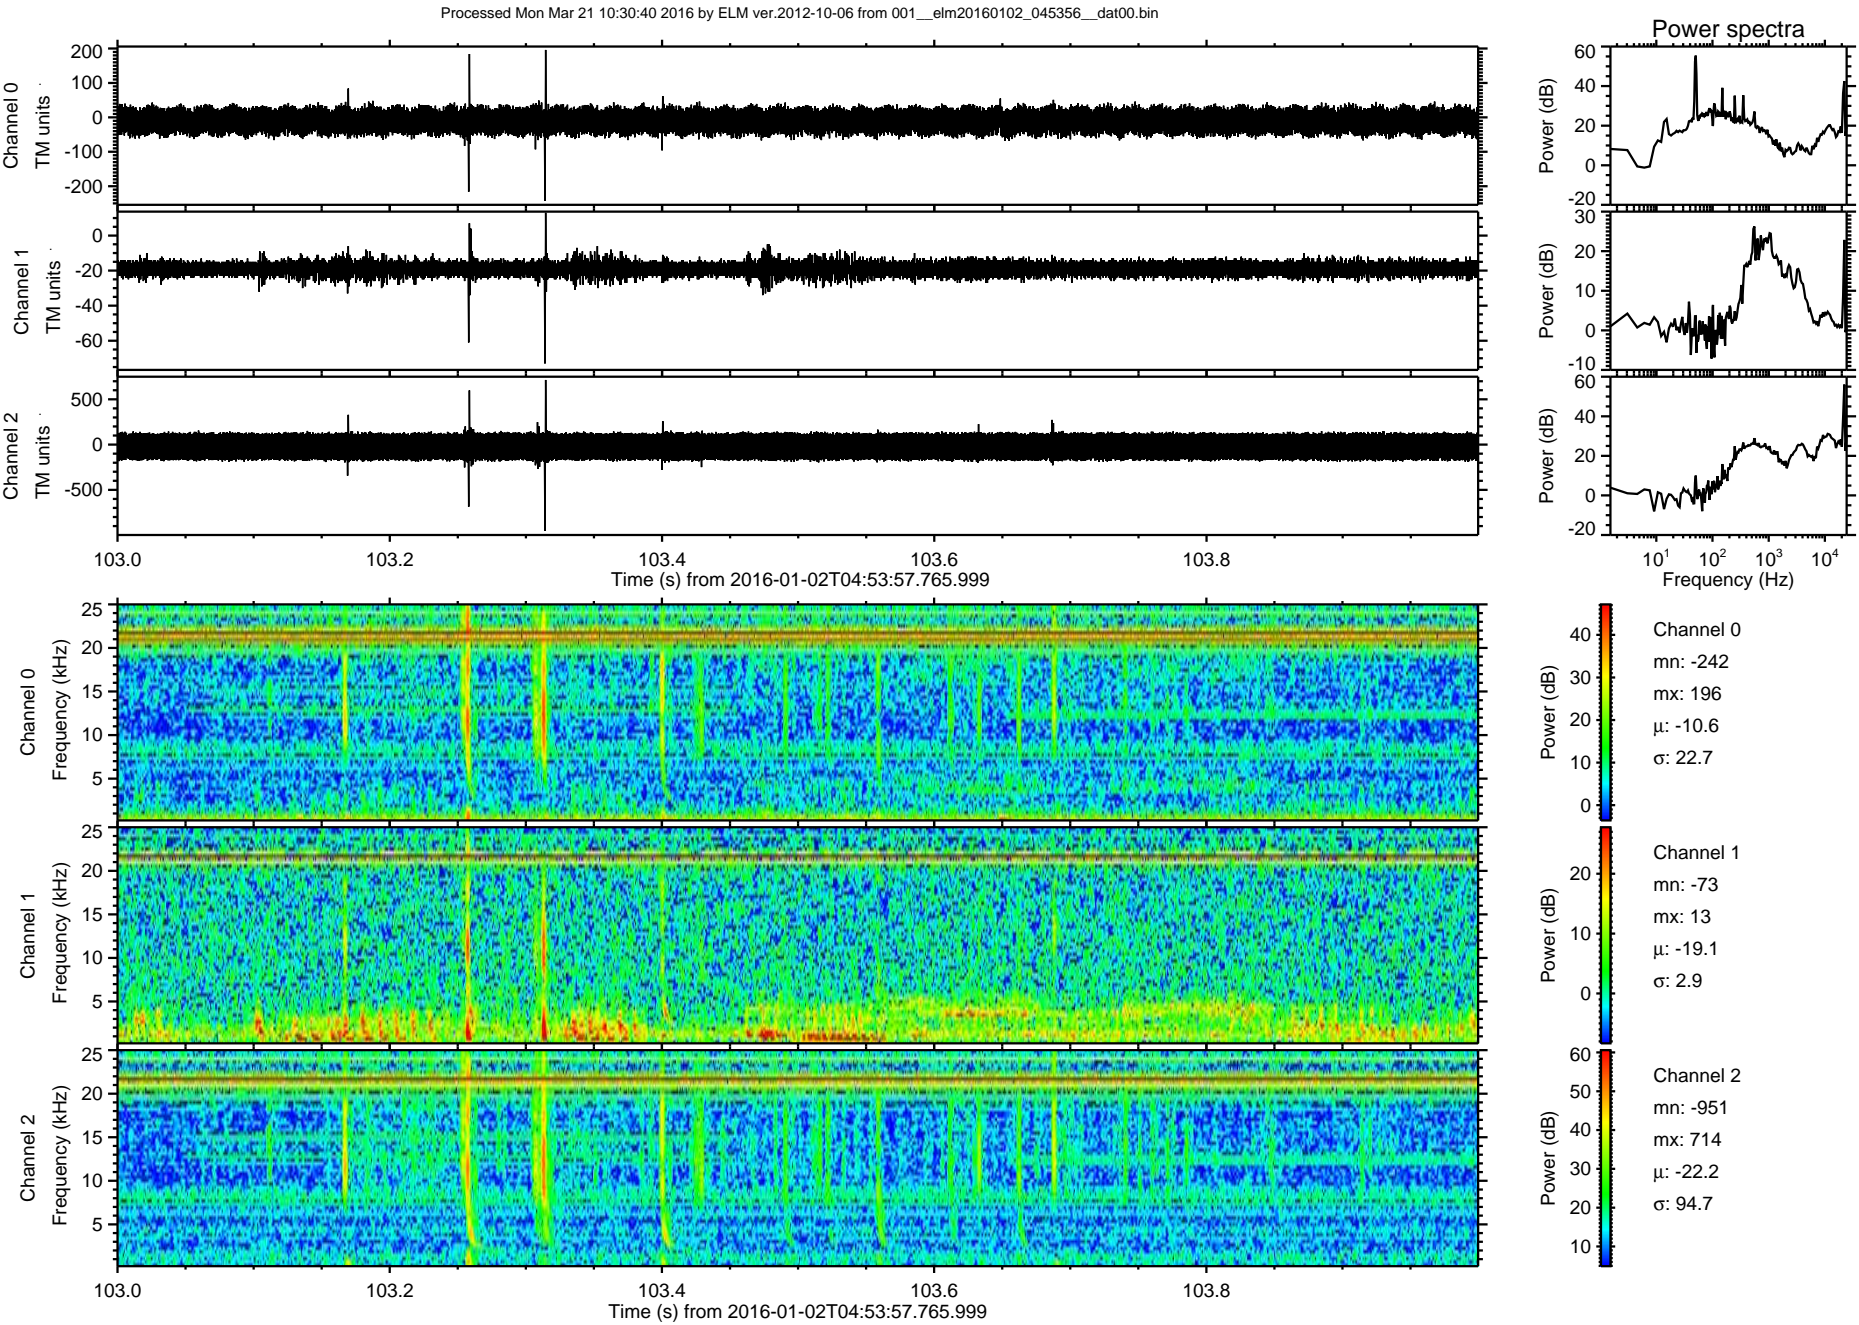 Processed Mon Mar 21 10:30:40 2016 by ELM ver.2012-10-06 from 001__elm20160102_045356__dat00.bin
Power spectra
Channel 0
TM units
200
100
0
-100
-200
Power (dB)
60
40
20
0
-20
Channel 1
TM units
0
-20
-40
-60
Power (dB)
30
20
10
0
-10
Channel 2
TM units
500
0
-500
Power (dB)
60
40
20
0
-20
103.0 103.2 103.4 103.6 103.8
Time (s) from 2016-01-02T04:53:57.765.999
10¹ 10² 10³ 10⁴
Frequency (Hz)
Channel 0
Frequency (kHz)
25
20
15
10
5
Power (dB)
40
30
20
10
0
Channel 0
mn: -242
mx: 196
μ: -10.6
σ: 22.7
Channel 1
Frequency (kHz)
25
20
15
10
5
Power (dB)
20
10
0
Channel 1
mn: -73
mx: 13
μ: -19.1
σ: 2.9
Channel 2
Frequency (kHz)
25
20
15
10
5
Power (dB)
60
50
40
30
20
10
Channel 2
mn: -951
mx: 714
μ: -22.2
σ: 94.7
103.0 103.2 103.4 103.6 103.8
Time (s) from 2016-01-02T04:53:57.765.999